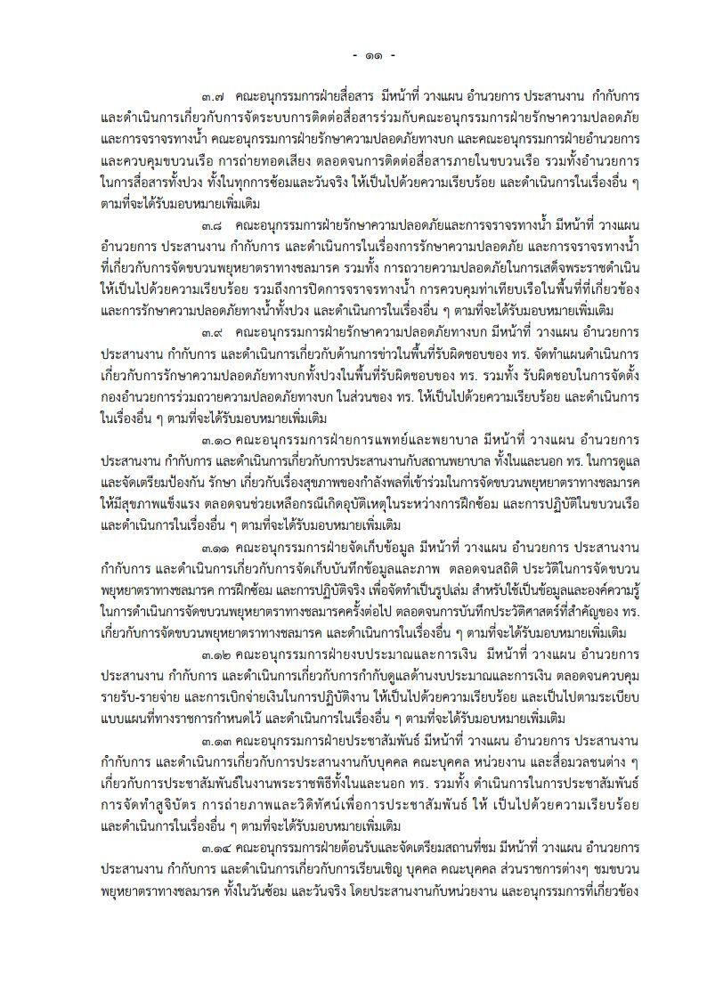 - ๑๑ -
๓.๗ คณะอนุกรรมการฝ่ายสื่อสาร มีหน้าที่ วางแผน อำนวยการ ประสานงาน กำกับการ
และดำเนินการเกี่ยวกับการจัดระบบการติดต่อสื่อสารร่วมกับคณะอนุกรรมการฝ่ายรักษาความปลอดภัย
และการจราจรทางน้ำ คณะอนุกรรมการฝ่ายรักษาความปลอดภัยทางบก และคณะอนุกรรมการฝ่ายอำนวยการ
และควบคุมขบวนเรือ การถ่ายทอดเสียง ตลอดจนการติดต่อสื่อสารภายในขบวนเรือ รวมทั้งอำนวยการ
ในการสื่อสารทั้งปวง ทั้งในทุกการซ้อมและวันจริง ให้เป็นไปด้วยความเรียบร้อย และดำเนินการในเรื่องอื่น ๆ
ตามที่จะได้รับมอบหมายเพิ่มเติม
๓.๘ คณะอนุกรรมการฝ่ายรักษาความปลอดภัยและการจราจรทางน้ำ มีหน้าที่ วางแผน
อำนวยการ ประสานงาน กำกับการ และดำเนินการในเรื่องการรักษาความปลอดภัย และการจราจรทางน้ำ
ที่เกี่ยวกับการจัดขบวนพยุหยาตราทางชลมารค รวมทั้ง การถวายความปลอดภัยในการเสด็จพระราชดำเนิน
ให้เป็นไปด้วยความเรียบร้อย รวมถึงการปิดการจราจรทางน้ำ การควบคุมท่าเทียบเรือในพื้นที่ที่เกี่ยวข้อง
และการรักษาความปลอดภัยทางน้ำทั้งปวง และดำเนินการในเรื่องอื่น ๆ ตามที่จะได้รับมอบหมายเพิ่มเติม
๓.๙ คณะอนุกรรมการฝ่ายรักษาความปลอดภัยทางบก มีหน้าที่ วางแผน อำนวยการ
ประสานงาน กำกับการ และดำเนินการเกี่ยวกับด้านการข่าวในพื้นที่รับผิดชอบของ ทร. จัดทำแผนดำเนินการ
เกี่ยวกับการรักษาความปลอดภัยทางบกทั้งปวงในพื้นที่รับผิดชอบของ ทร. รวมทั้ง รับผิดชอบในการจัดตั้ง
กองอำนวยการร่วมถวายความปลอดภัยทางบก ในส่วนของ ทร. ให้เป็นไปด้วยความเรียบร้อย และดำเนินการ
ในเรื่องอื่น ๆ ตามที่จะได้รับมอบหมายเพิ่มเติม
๓.๑๐ คณะอนุกรรมการฝ่ายการแพทย์และพยาบาล มีหน้าที่ วางแผน อำนวยการ
ประสานงาน กำกับการ และดำเนินการเกี่ยวกับการประสานงานกับสถานพยาบาล ทั้งในและนอก ทร. ในการดูแล
และจัดเตรียมป้องกัน รักษา เกี่ยวกับเรื่องสุขภาพของกำลังพลที่เข้าร่วมในการจัดขบวนพยุหยาตราทางชลมารค
ให้มีสุขภาพแข็งแรง ตลอดจนช่วยเหลือกรณีเกิดอุบัติเหตุในระหว่างการฝึกซ้อม และการปฏิบัติในขบวนเรือ
และดำเนินการในเรื่องอื่น ๆ ตามที่จะได้รับมอบหมายเพิ่มเติม
๓.๑๑ คณะอนุกรรมการฝ่ายจัดเก็บข้อมูล มีหน้าที่ วางแผน อำนวยการ ประสานงาน
กำกับการ และดำเนินการเกี่ยวกับการจัดเก็บบันทึกข้อมูลและภาพ ตลอดจนสถิติ ประวัติในการจัดขบวน
พยุหยาตราทางชลมารค การฝึกซ้อม และการปฏิบัติจริง เพื่อจัดทำเป็นรูปเล่ม สำหรับใช้เป็นข้อมูลและองค์ความรู้
ในการดำเนินการจัดขบวนพยุหยาตราทางชลมารคครั้งต่อไป ตลอดจนการบันทึกประวัติศาสตร์ที่สำคัญของ ทร.
เกี่ยวกับการจัดขบวนพยุหยาตราทางชลมารค และดำเนินการในเรื่องอื่น ๆ ตามที่จะได้รับมอบหมายเพิ่มเติม
๓.๑๒ คณะอนุกรรมการฝ่ายงบประมาณและการเงิน มีหน้าที่ วางแผน อำนวยการ
ประสานงาน กำกับการ และดำเนินการเกี่ยวกับการกำกับดูแลด้านงบประมาณและการเงิน ตลอดจนควบคุม
รายรับ-รายจ่าย และการเบิกจ่ายเงินในการปฏิบัติงาน ให้เป็นไปด้วยความเรียบร้อย และเป็นไปตามระเบียบ
แบบแผนที่ทางราชการกำหนดไว้ และดำเนินการในเรื่องอื่น ๆ ตามที่จะได้รับมอบหมายเพิ่มเติม
๓.๑๓ คณะอนุกรรมการฝ่ายประชาสัมพันธ์ มีหน้าที่ วางแผน อำนวยการ ประสานงาน
กำกับการ และดำเนินการเกี่ยวกับการประสานงานกับบุคคล คณะบุคคล หน่วยงาน และสื่อมวลชนต่าง ๆ
เกี่ยวกับการประชาสัมพันธ์ในงานพระราชพิธีทั้งในและนอก ทร. รวมทั้ง ดำเนินการในการประชาสัมพันธ์
การจัดทำสูจิบัตร การถ่ายภาพและวิดิทัศน์เพื่อการประชาสัมพันธ์ ให้ เป็นไปด้วยความเรียบร้อย
และดำเนินการในเรื่องอื่น ๆ ตามที่จะได้รับมอบหมายเพิ่มเติม
๓.๑๔ คณะอนุกรรมการฝ่ายต้อนรับและจัดเตรียมสถานที่ชม มีหน้าที่ วางแผน อำนวยการ
ประสานงาน กำกับการ และดำเนินการเกี่ยวกับการเรียนเชิญ บุคคล คณะบุคคล ส่วนราชการต่างๆ ชมขบวน
พยุหยาตราทางชลมารค ทั้งในวันซ้อม และวันจริง โดยประสานงานกับหน่วยงาน และอนุกรรมการที่เกี่ยวข้อง